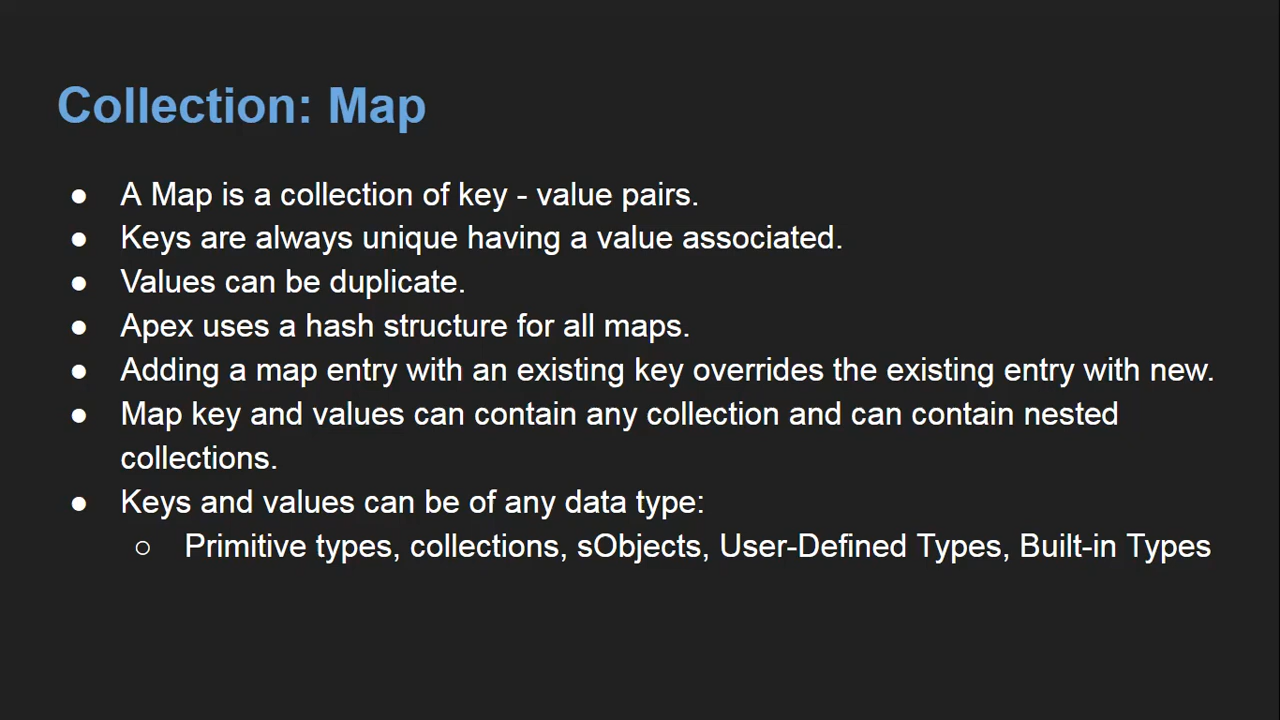 Collection: Map
● A Map is a collection of key - value pairs.
● Keys are always unique having a value associated.
● Values can be duplicate.
● Apex uses a hash structure for all maps.
● Adding a map entry with an existing key overrides the existing entry with new.
● Map key and values can contain any collection and can contain nested
collections.
● Keys and values can be of any data type:
○ Primitive types, collections, sObjects, User-Defined Types, Built-in Types